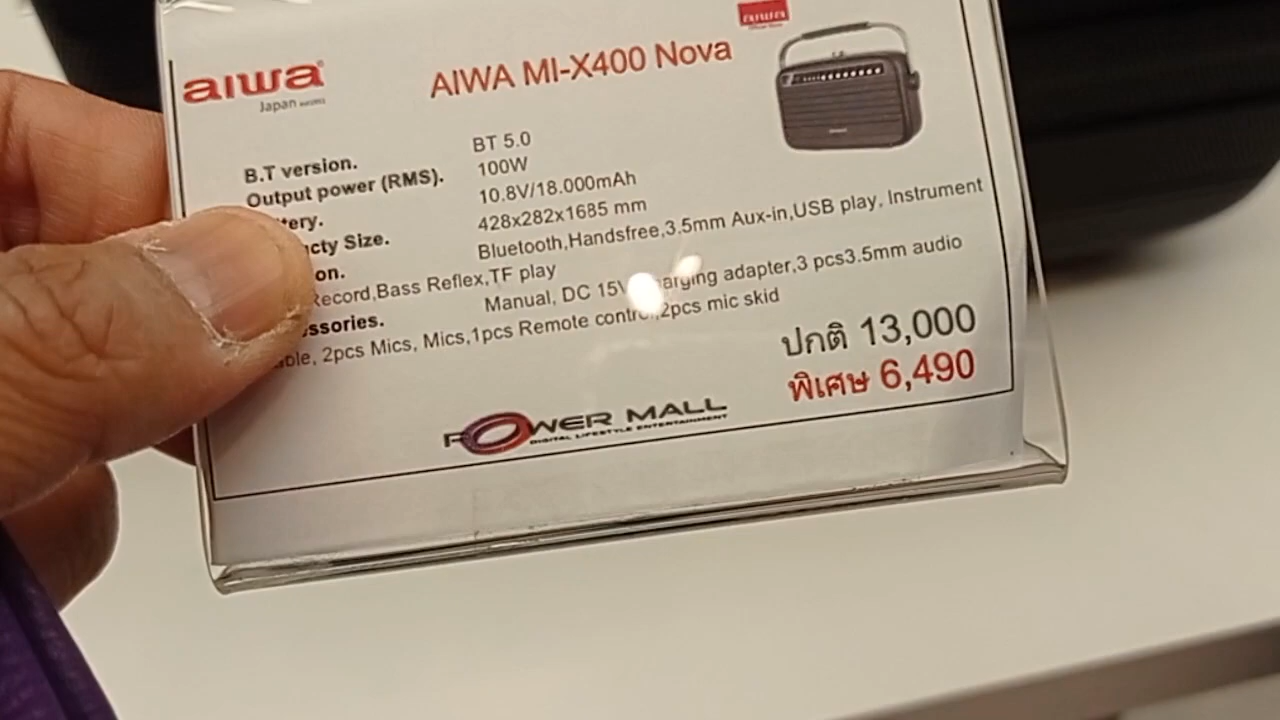 aiwa
Japan
aiwa
AIWA MI-X400 Nova
B.T version. BT 5.0
Output power (RMS). 100W
tery. 10.8V/18.000mAh
cty Size. 428x282x1685 mm
on. Bluetooth,Handsfree,3.5mm Aux-in,USB play, Instrument
Record,Bass Reflex,TF play
ssories. Manual, DC 15V adapter,3 pcs3.5mm audio
ble, 2pcs Mics, Mics,1pcs Remote control,2pcs mic skid
ปกติ 13,000
พิเศษ 6,490
POWER MALL
DIGITAL LIFESTYLE ENTERTAINMENT